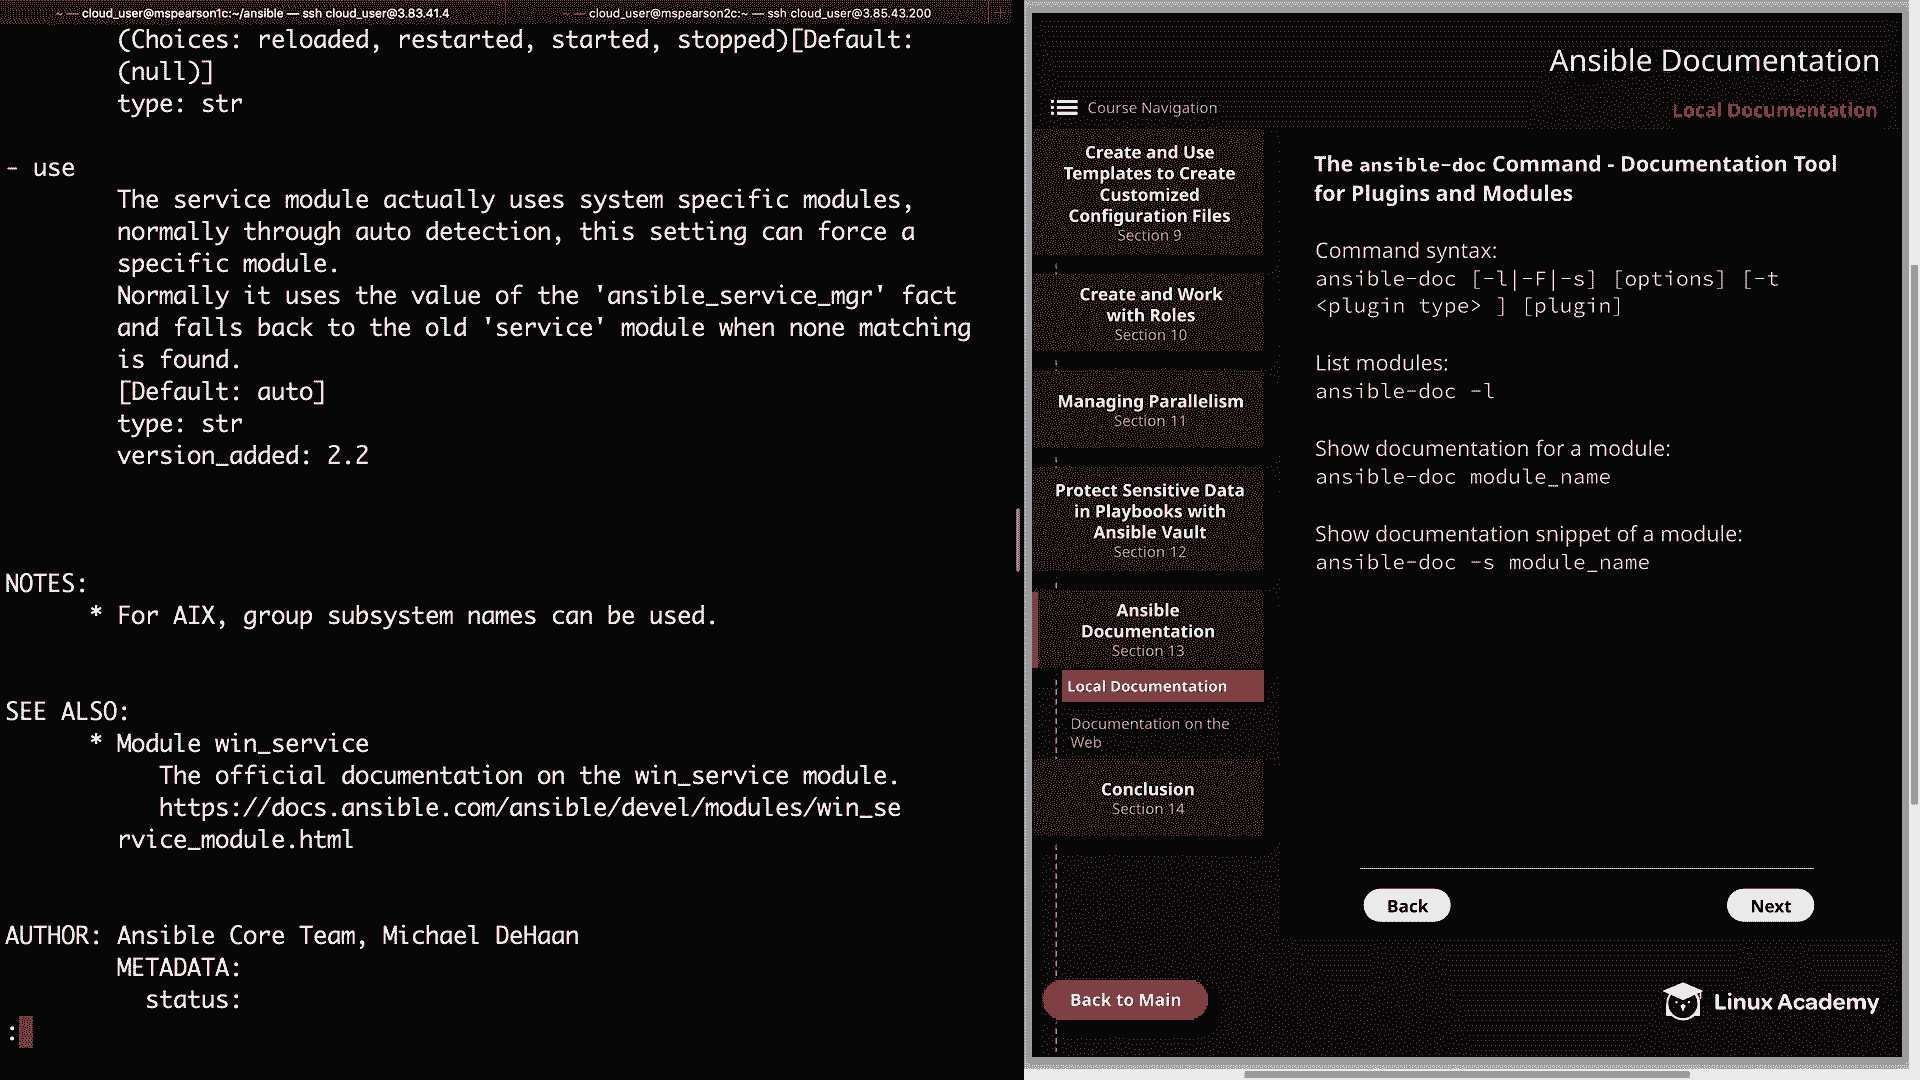 ~ — cloud_user@mspearson1c:~/ansible — ssh cloud_user@3.83.41.4
~ — cloud_user@mspearson2c:~ — ssh cloud_user@3.85.43.200
(Choices: reloaded, restarted, started, stopped)[Default:
(null)]
type: str
- use
The service module actually uses system specific modules,
normally through auto detection, this setting can force a
specific module.
Normally it uses the value of the 'ansible_service_mgr' fact
and falls back to the old 'service' module when none matching
is found.
[Default: auto]
type: str
version_added: 2.2
NOTES:
* For AIX, group subsystem names can be used.
SEE ALSO:
* Module win_service
The official documentation on the win_service module.
https://docs.ansible.com/ansible/devel/modules/win_se
rvice_module.html
AUTHOR: Ansible Core Team, Michael DeHaan
METADATA:
status:
:
Ansible Documentation
Course Navigation
Local Documentation
Create and Use
Templates to Create
Customized
Configuration Files
Section 9
Create and Work
with Roles
Section 10
Managing Parallelism
Section 11
Protect Sensitive Data
in Playbooks with
Ansible Vault
Section 12
Ansible
Documentation
Section 13
Local Documentation
Documentation on the
Web
Conclusion
Section 14
Back to Main
The ansible-doc Command - Documentation Tool
for Plugins and Modules
Command syntax:
ansible-doc [-l|-F|-s] [options] [-t
<plugin type> ] [plugin]
List modules:
ansible-doc -l
Show documentation for a module:
ansible-doc module_name
Show documentation snippet of a module:
ansible-doc -s module_name
Back
Next
Linux Academy